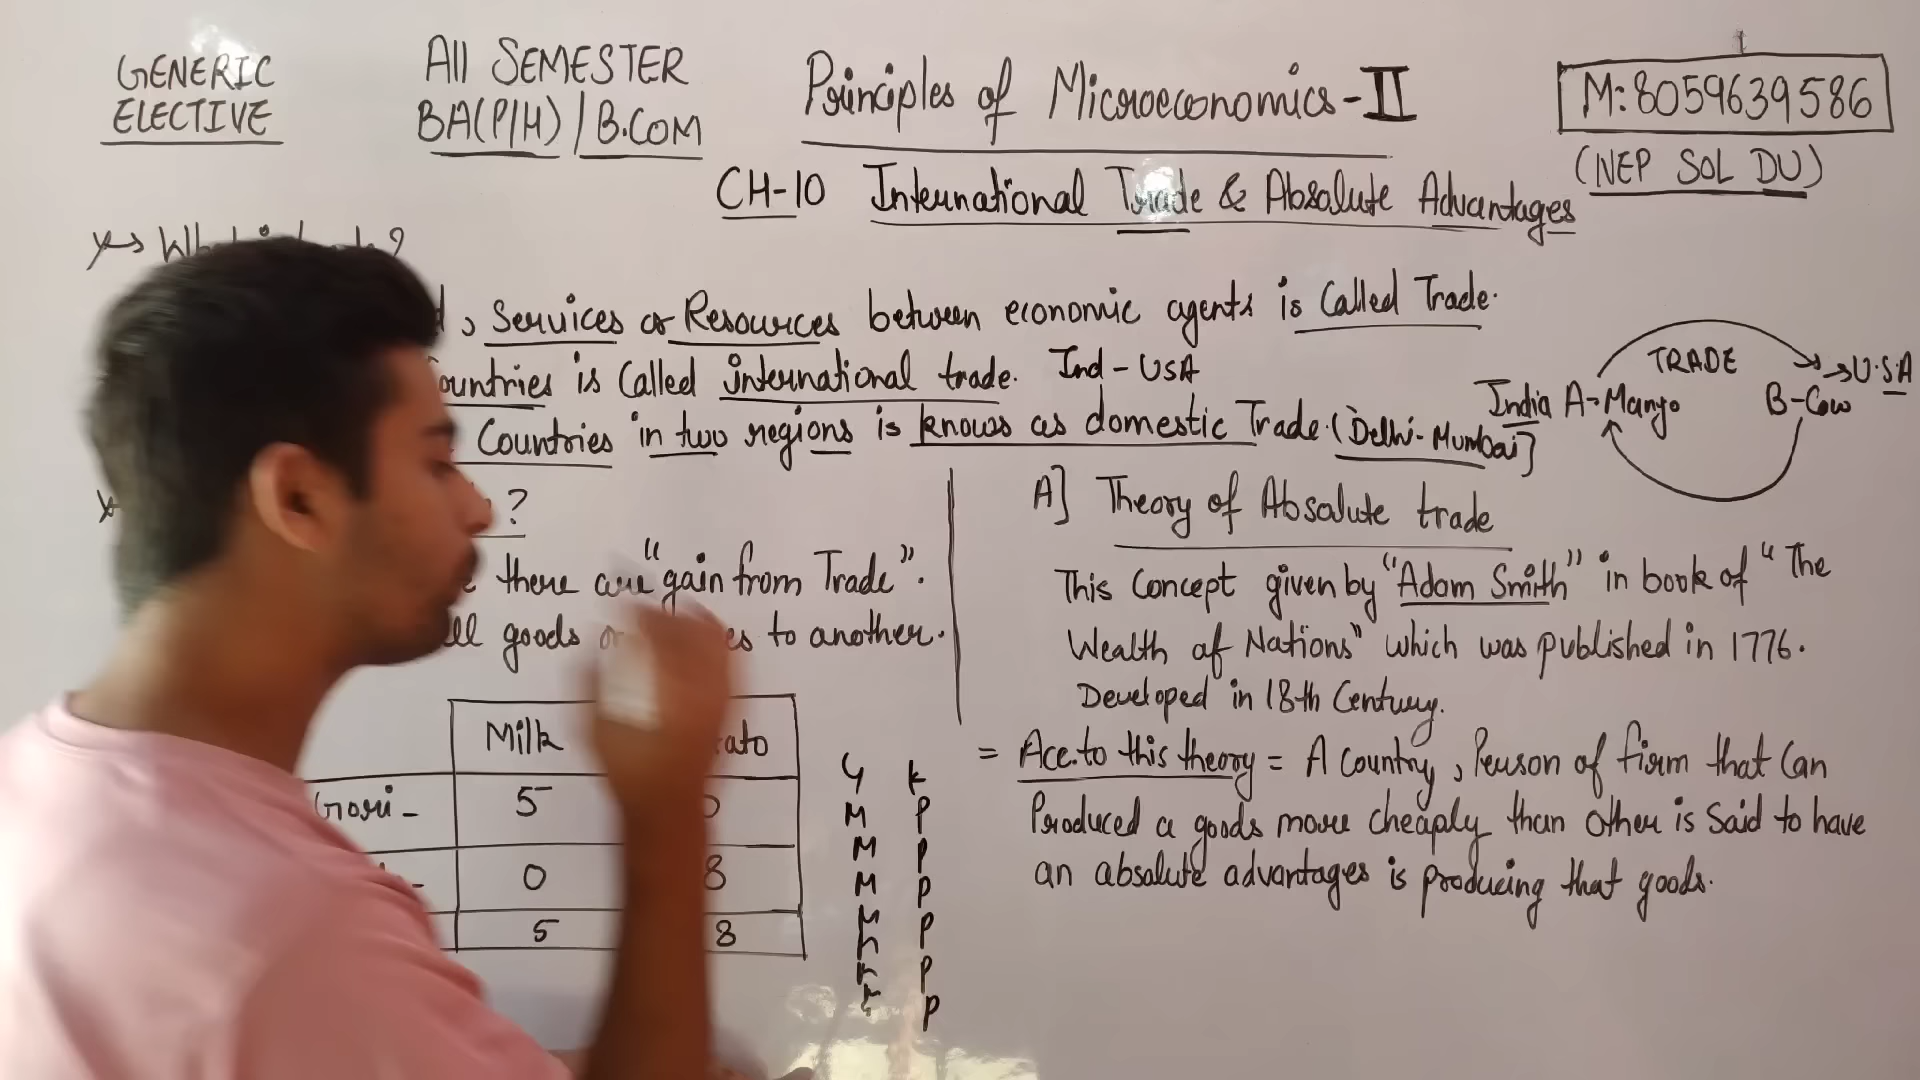 GENERIC
ELECTIVE
All SEMESTER
BA(P/H) / B.COM
Principles of Microeconomics-II
M:8059639586
(NEP SOL DU)
CH-10 International Trade & Absolute Advantages
, Services or Resources between economic agents is Called Trade.
ountries is Called international trade. Ind - USA
Countries in two regions is knows as domestic Trade. (Delhi-Mumbai]
TRADE
India A-Mango
B-Cow
U.S.A
?
there are "gain from Trade".
goods to another.
A] Theory of Absolute trade
This Concept given by "Adam Smith" in book of "The
Wealth of Nations" which was published in 1776.
Developed in 18th Century.
= Acc. to this theory = A Country, Person of firm that Can
Produced a goods more cheaply than other is Said to have
an absolute advantages is producing that goods.
Milk ato
Gori - 5 0
- 0 8
5 8
G K
M P
M P
M P
M P
P
P